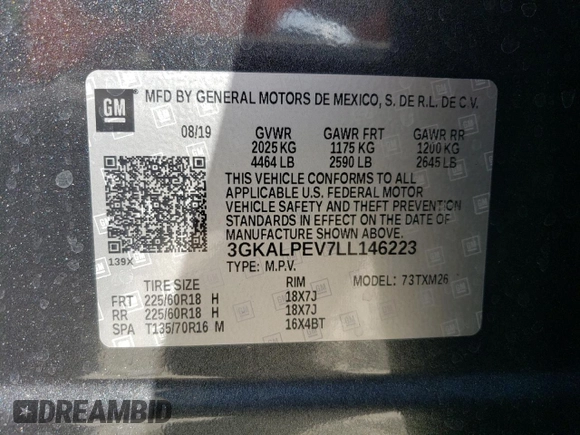 GM MFD BY GENERAL MOTORS DE MEXICO, S. DE R.L. DE C.V.
08/19 GVWR GAWR FRT GAWR RR
2025 KG 1175 KG 1200 KG
4464 LB 2590 LB 2645 LB
THIS VEHICLE CONFORMS TO ALL
APPLICABLE U.S. FEDERAL MOTOR
VEHICLE SAFETY AND THEFT PREVENTION
STANDARDS IN EFFECT ON THE DATE OF
MANUFACTURE SHOWN ABOVE.
139X 3GKALPEV7LL146223
TYPE: M.P.V. MODEL: 73TXM26
TIRE SIZE RIM
FRT 225/60R18 H 18X7J
RR 225/60R18 H 18X7J
SPA T135/70R16 M 16X4BT
DREAMBID